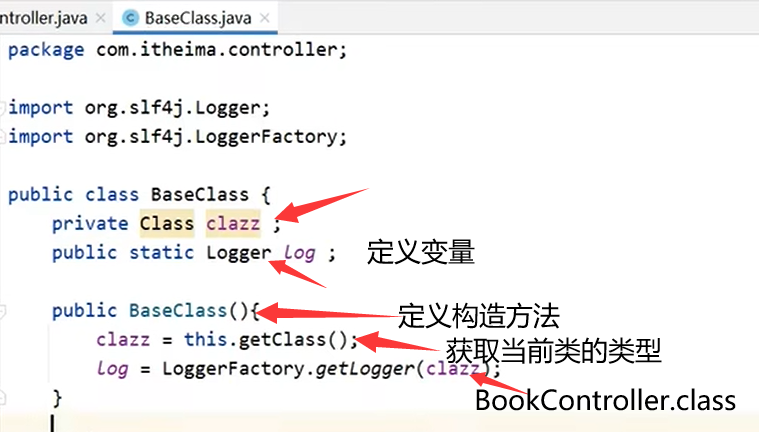 ntroller.java × BaseClass.java ×
package com.itheima.controller;
import org.slf4j.Logger;
import org.slf4j.LoggerFactory;
public class BaseClass {
private Class clazz ;
public static Logger log ; 定义变量
public BaseClass(){ 定义构造方法
clazz = this.getClass(); 获取当前类的类型
log = LoggerFactory.getLogger(clazz);
BookController.class
}